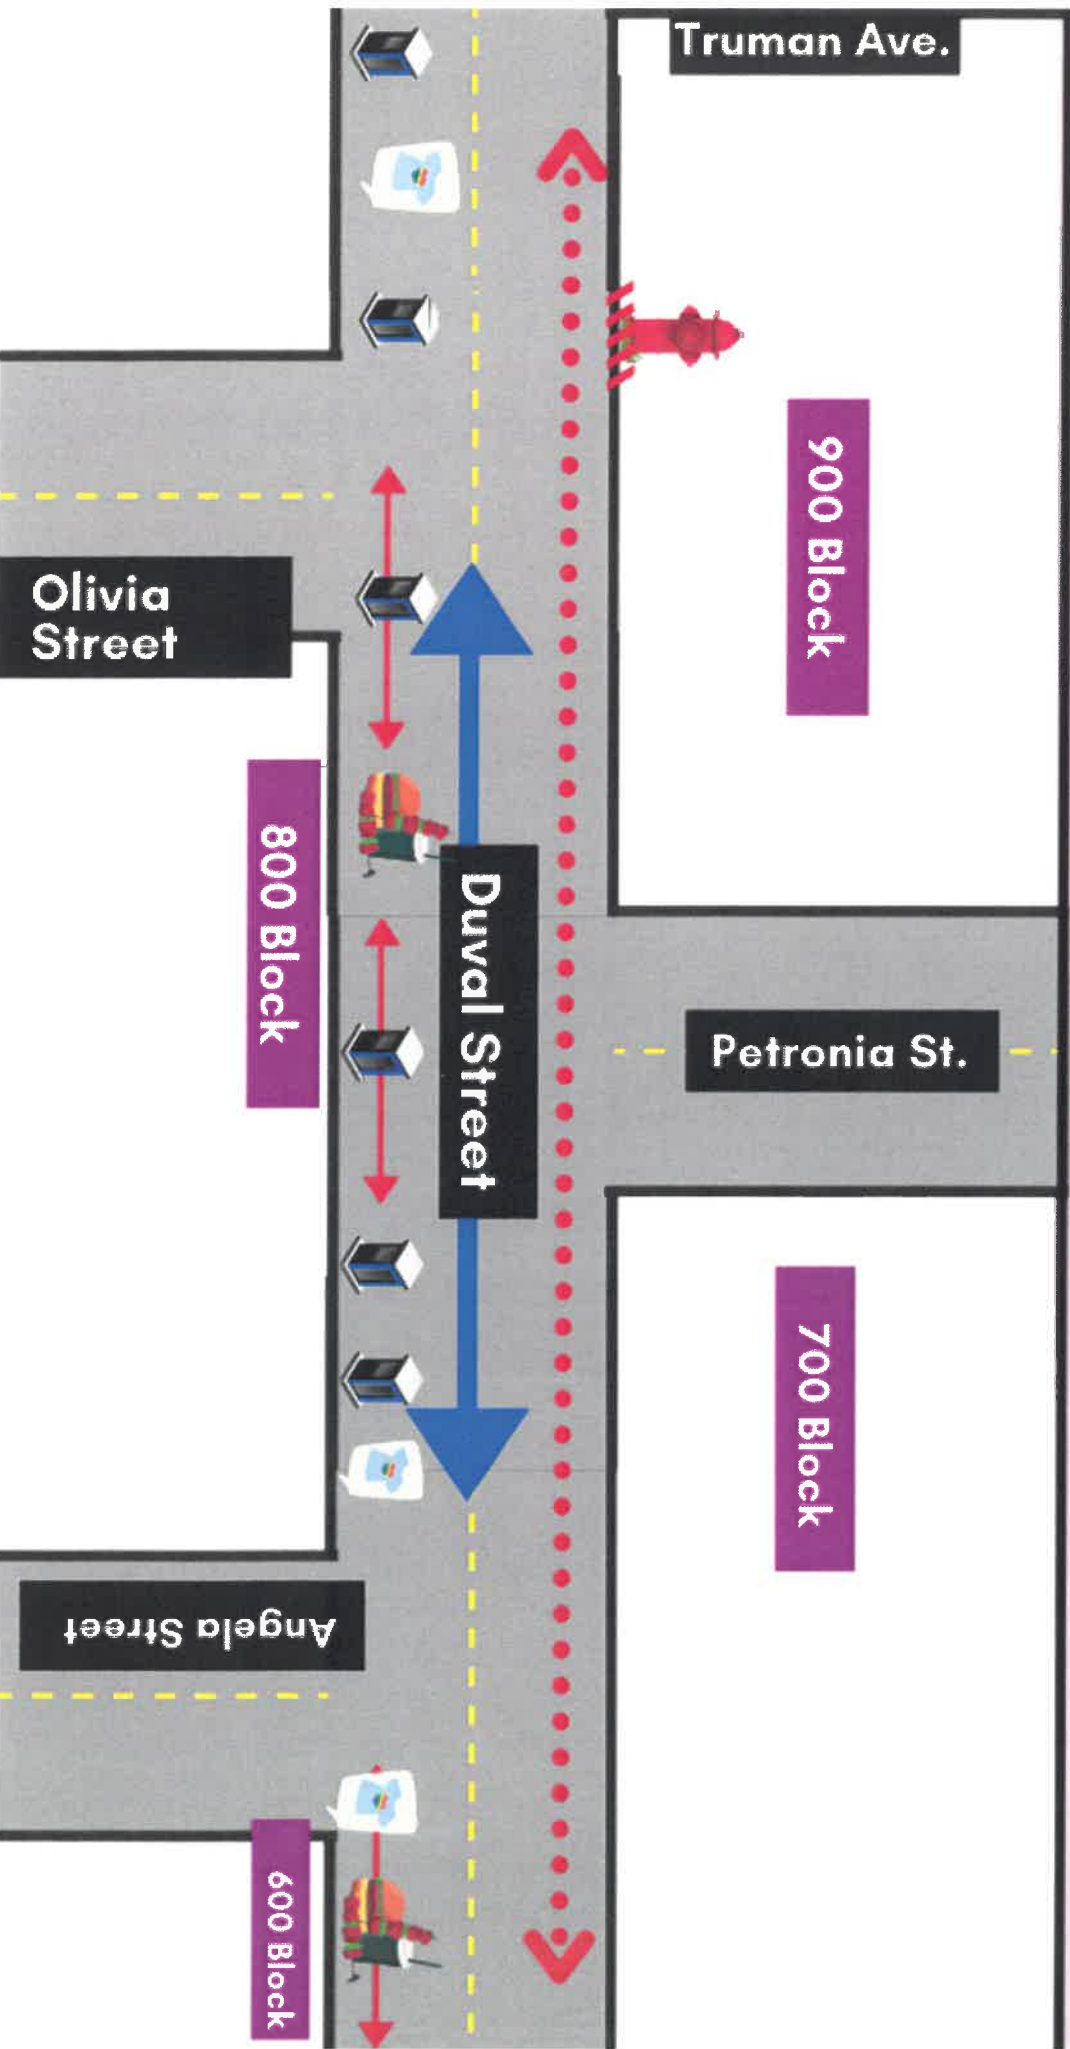 Truman Ave.
900 Block
Olivia
Street
800 Block
Duval Street
Petronia St.
700 Block
Angela Street
600 Block